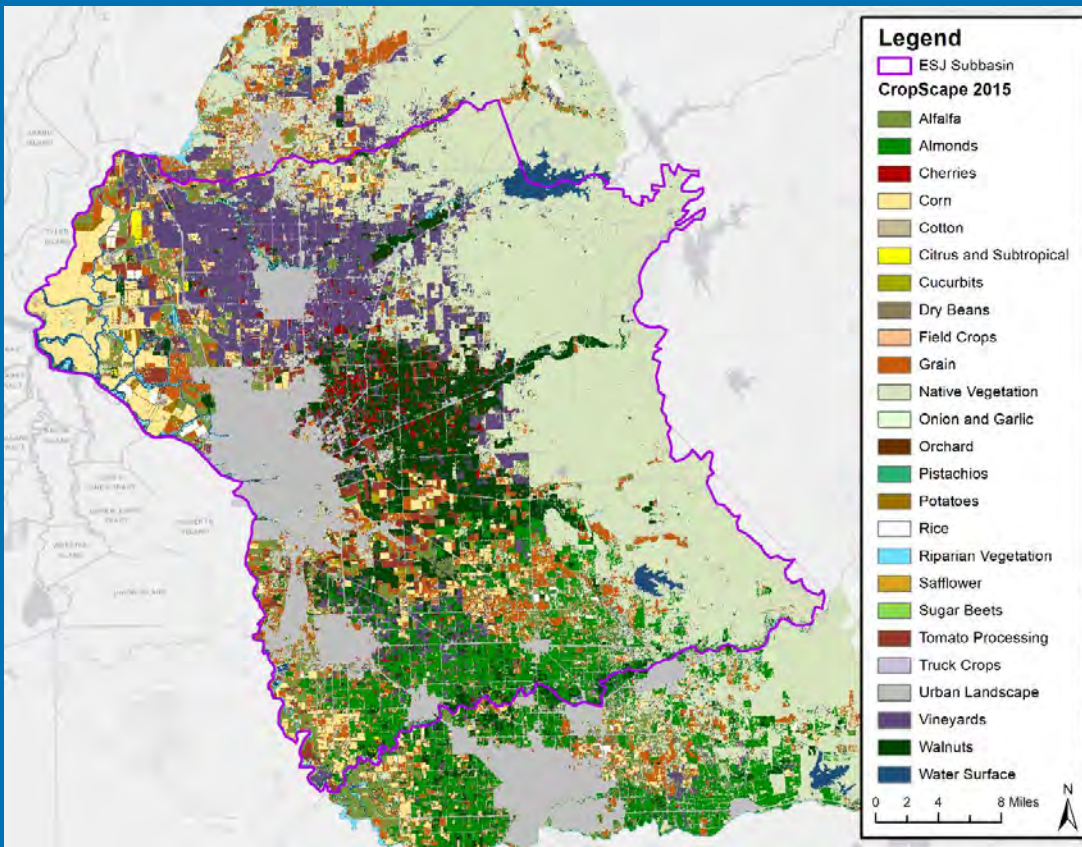 Legend
ESJ Subbasin
CropScape 2015
Alfalfa
Almonds
Cherries
Corn
Cotton
Citrus and Subtropical
Cucurbits
Dry Beans
Field Crops
Grain
Native Vegetation
Onion and Garlic
Orchard
Pistachios
Potatoes
Rice
Riparian Vegetation
Safflower
Sugar Beets
Tomato Processing
Truck Crops
Urban Landscape
Vineyards
Walnuts
Water Surface
N
0 2 4 8 Miles